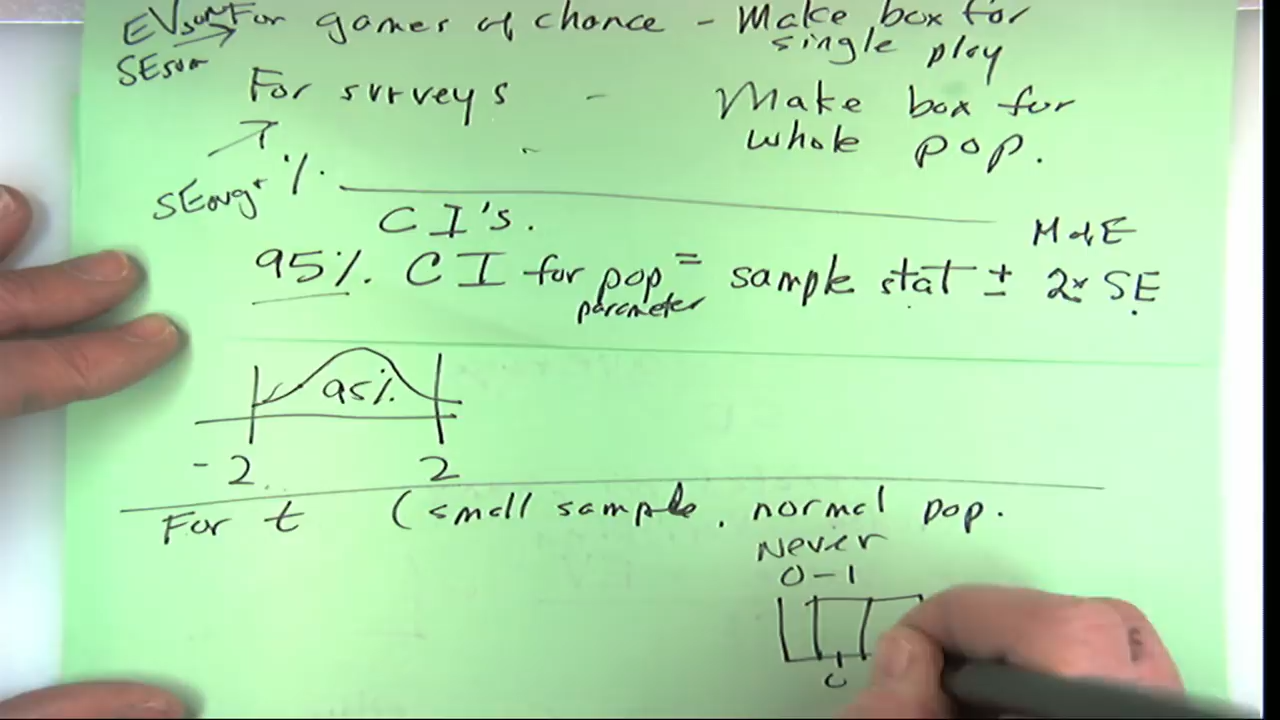 EVsum For games of chance - Make box for
SEsum single play
For surveys - Make box for
whole pop.
SEavg + %.
CI's.
M of E
95% CI for pop = sample stat ± 2x SE
parameter
95%
-2 2
For t (small sample, normal pop.
Never
0-1
0